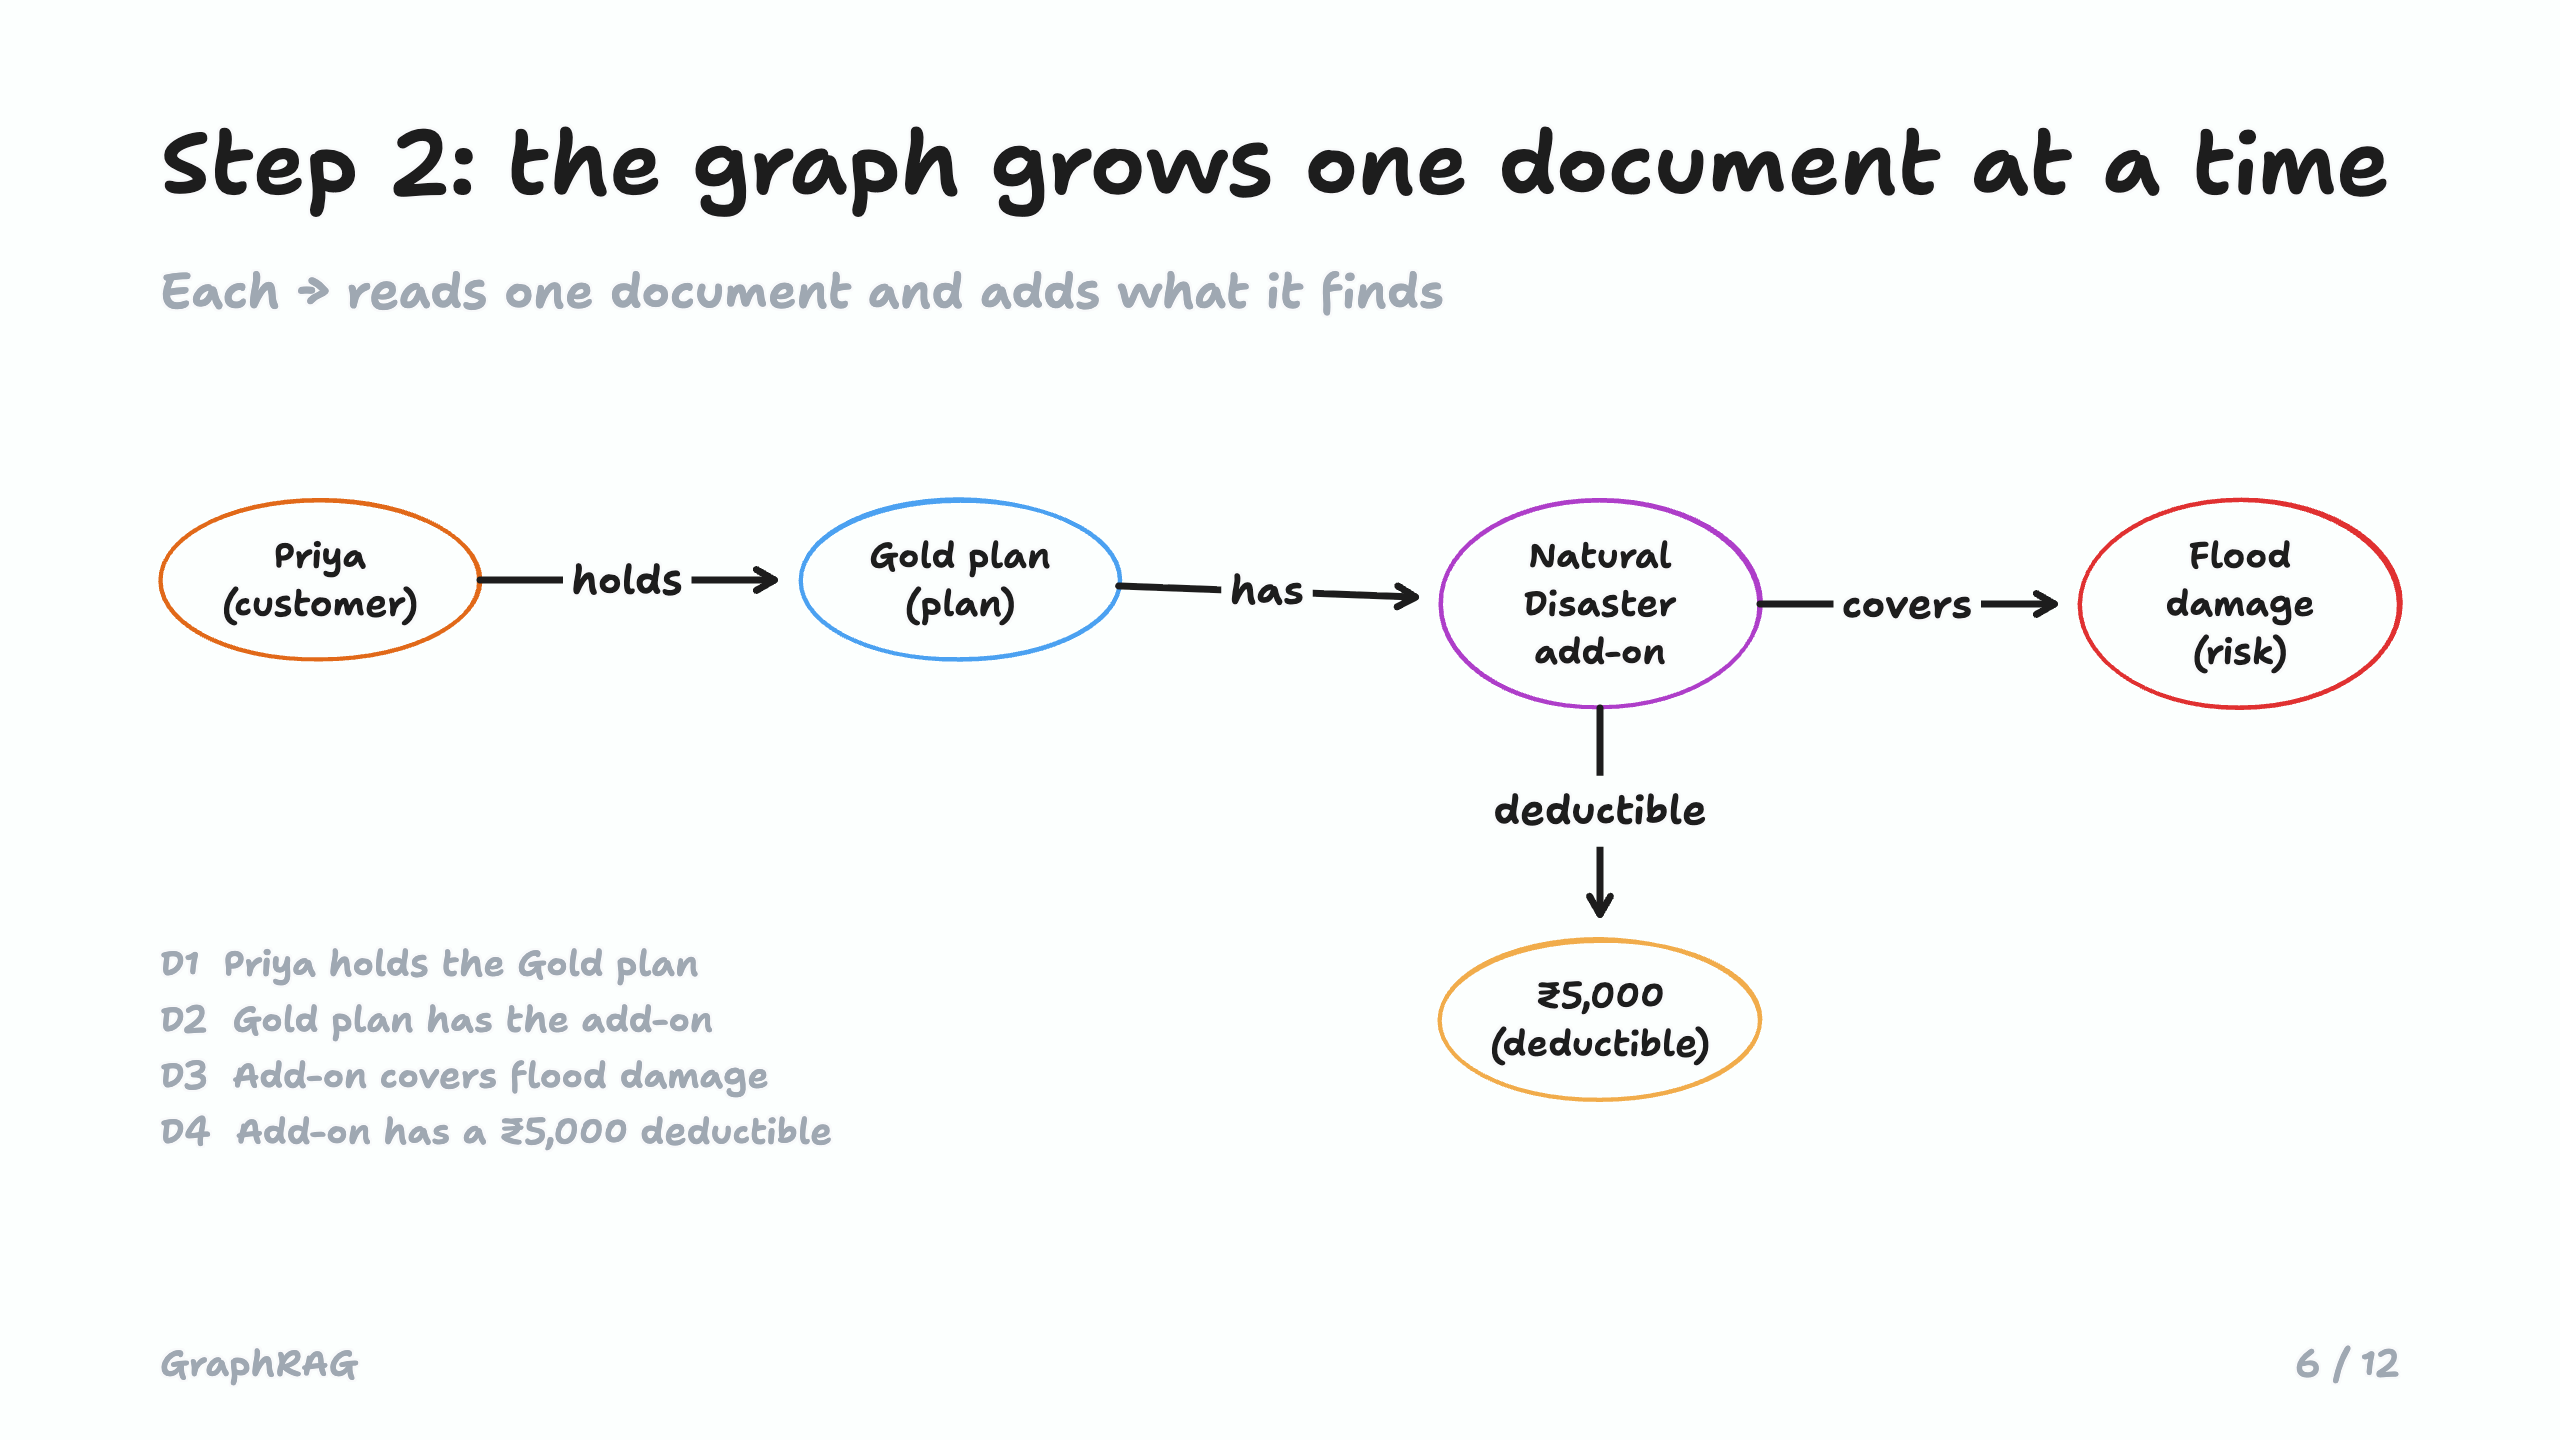 Step 2: the graph grows one document at a time
Each → reads one document and adds what it finds
Priya
(customer)
holds
Gold plan
(plan)
has
Natural
Disaster
add-on
covers
Flood
damage
(risk)
deductible
₹5,000
(deductible)
D1 Priya holds the Gold plan
D2 Gold plan has the add-on
D3 Add-on covers flood damage
D4 Add-on has a ₹5,000 deductible
GraphRAG
6 / 12